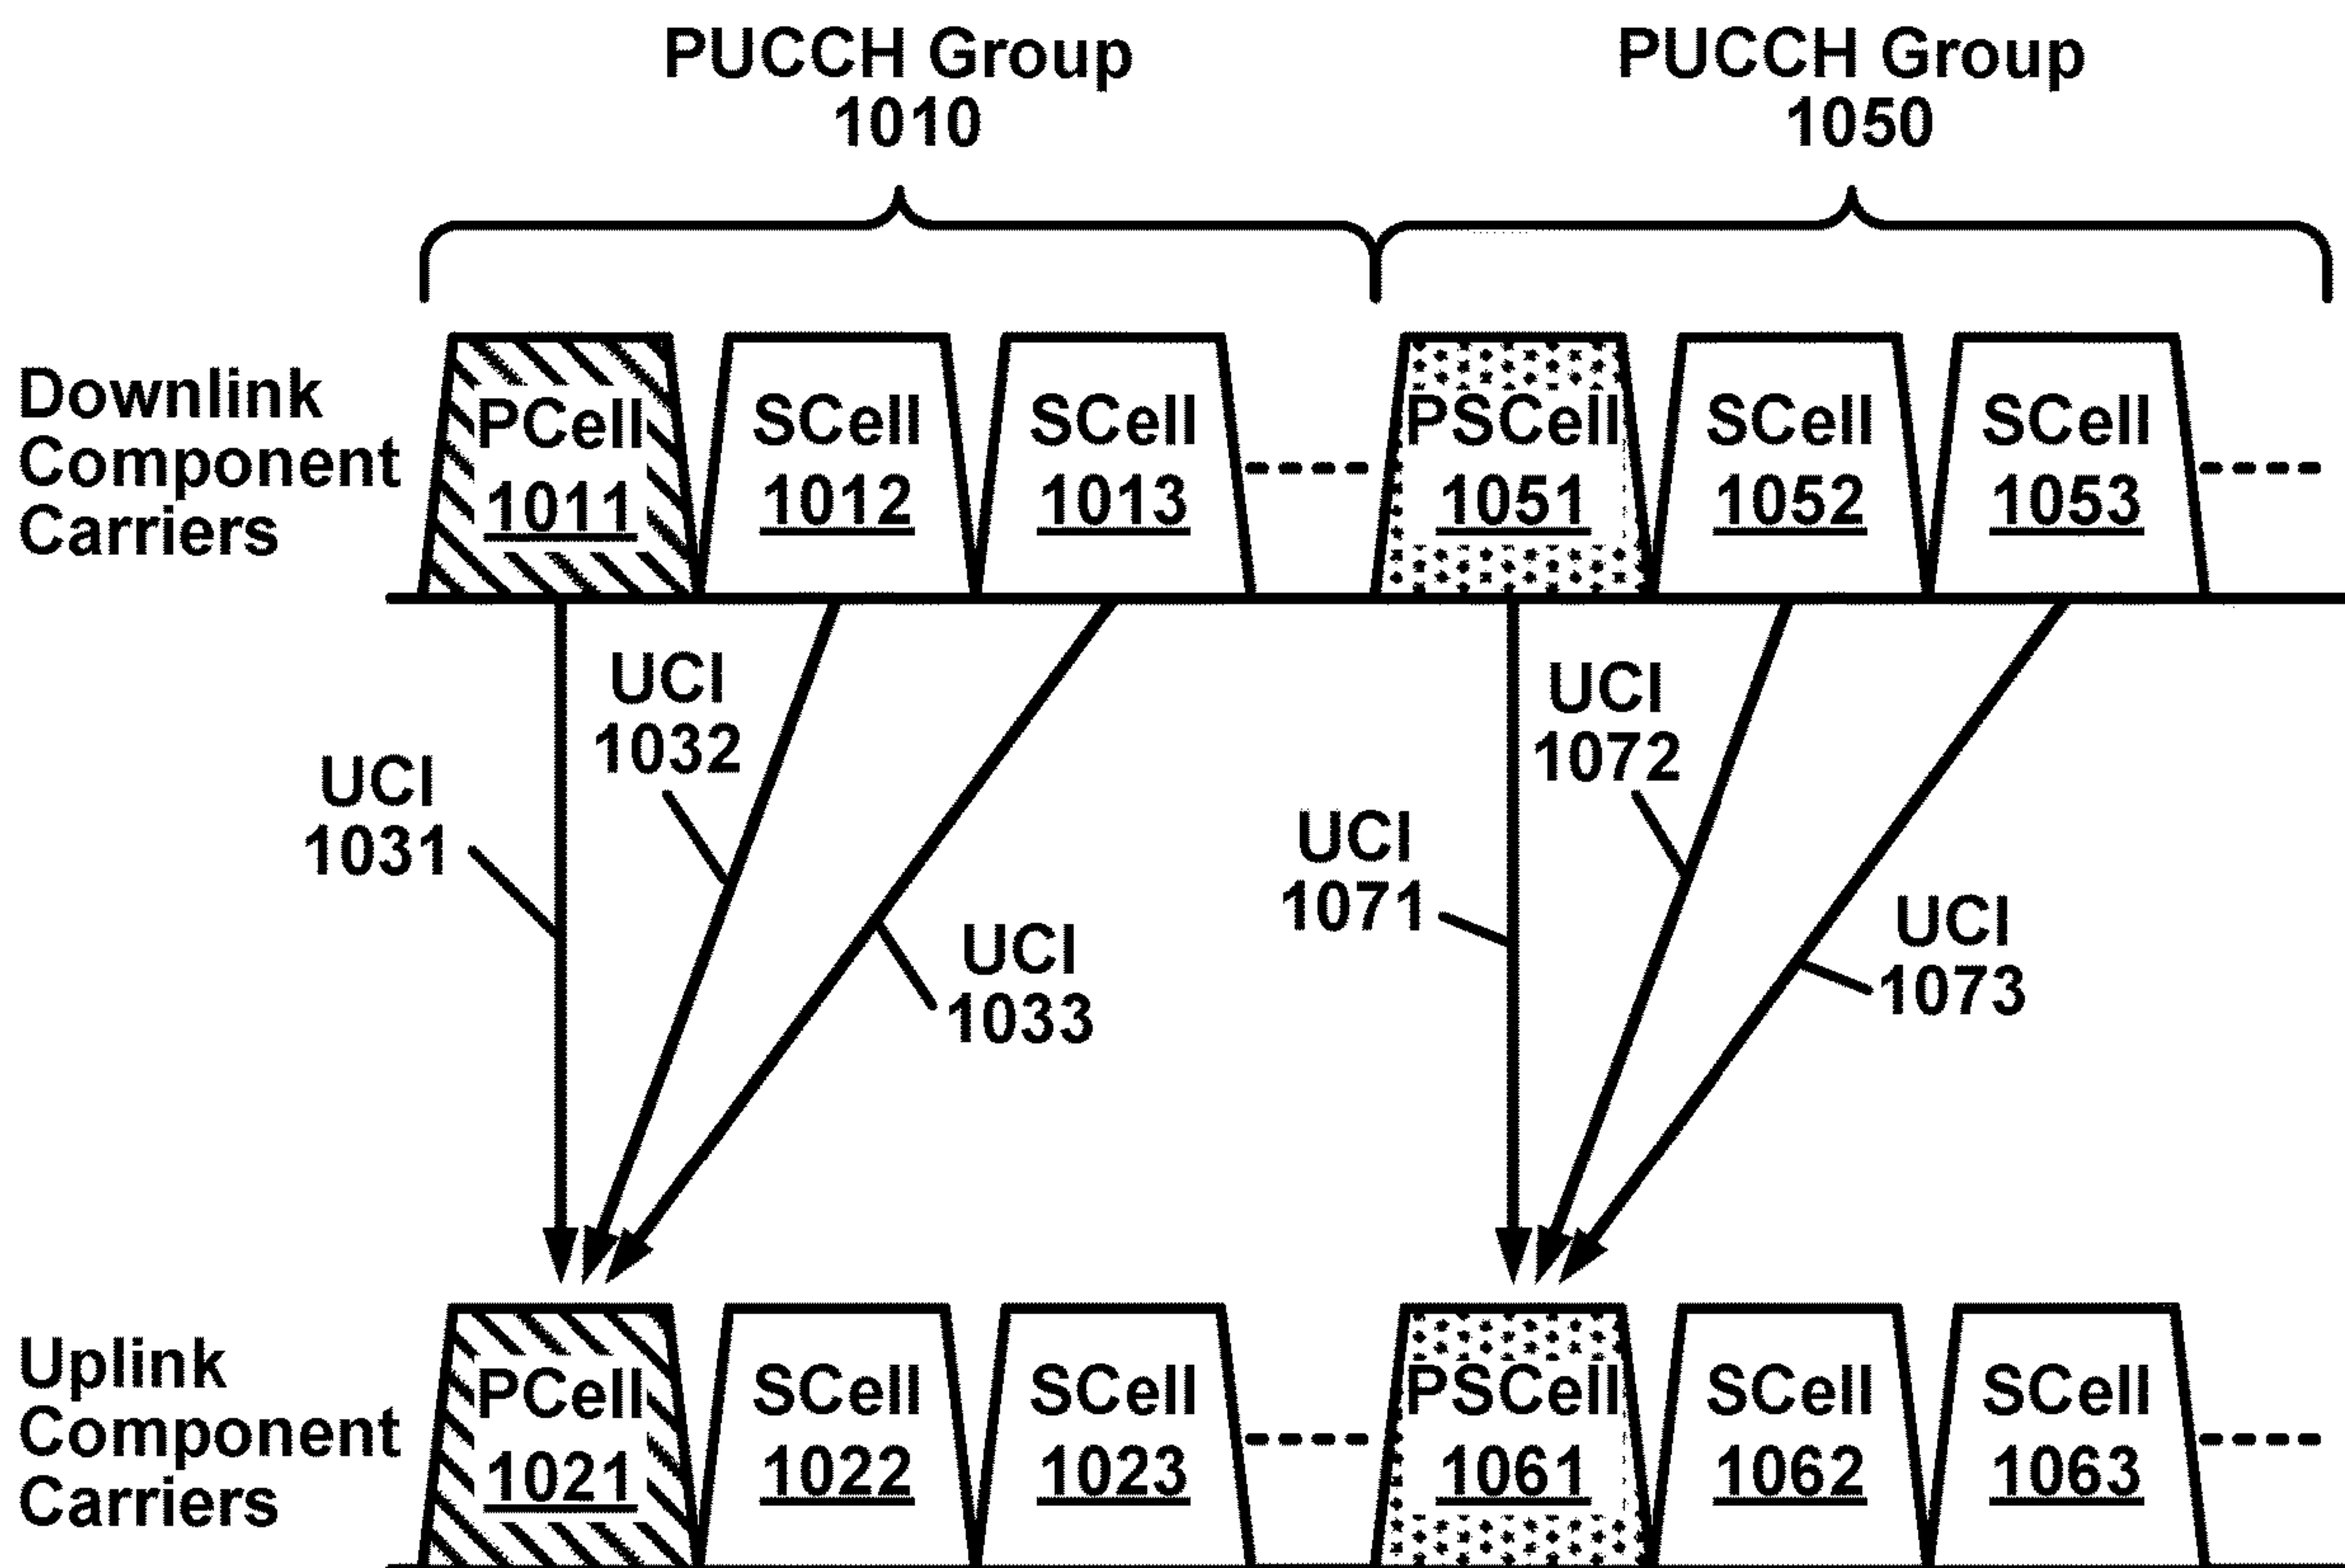 PUCCH Group
1010
PUCCH Group
1050
Downlink
Component
Carriers
PCell
1011
SCell
1012
SCell
1013
PSCell
1051
SCell
1052
SCell
1053
UCI
1031
UCI
1032
UCI
1033
UCI
1071
UCI
1072
UCI
1073
Uplink
Component
Carriers
PCell
1021
SCell
1022
SCell
1023
PSCell
1061
SCell
1062
SCell
1063